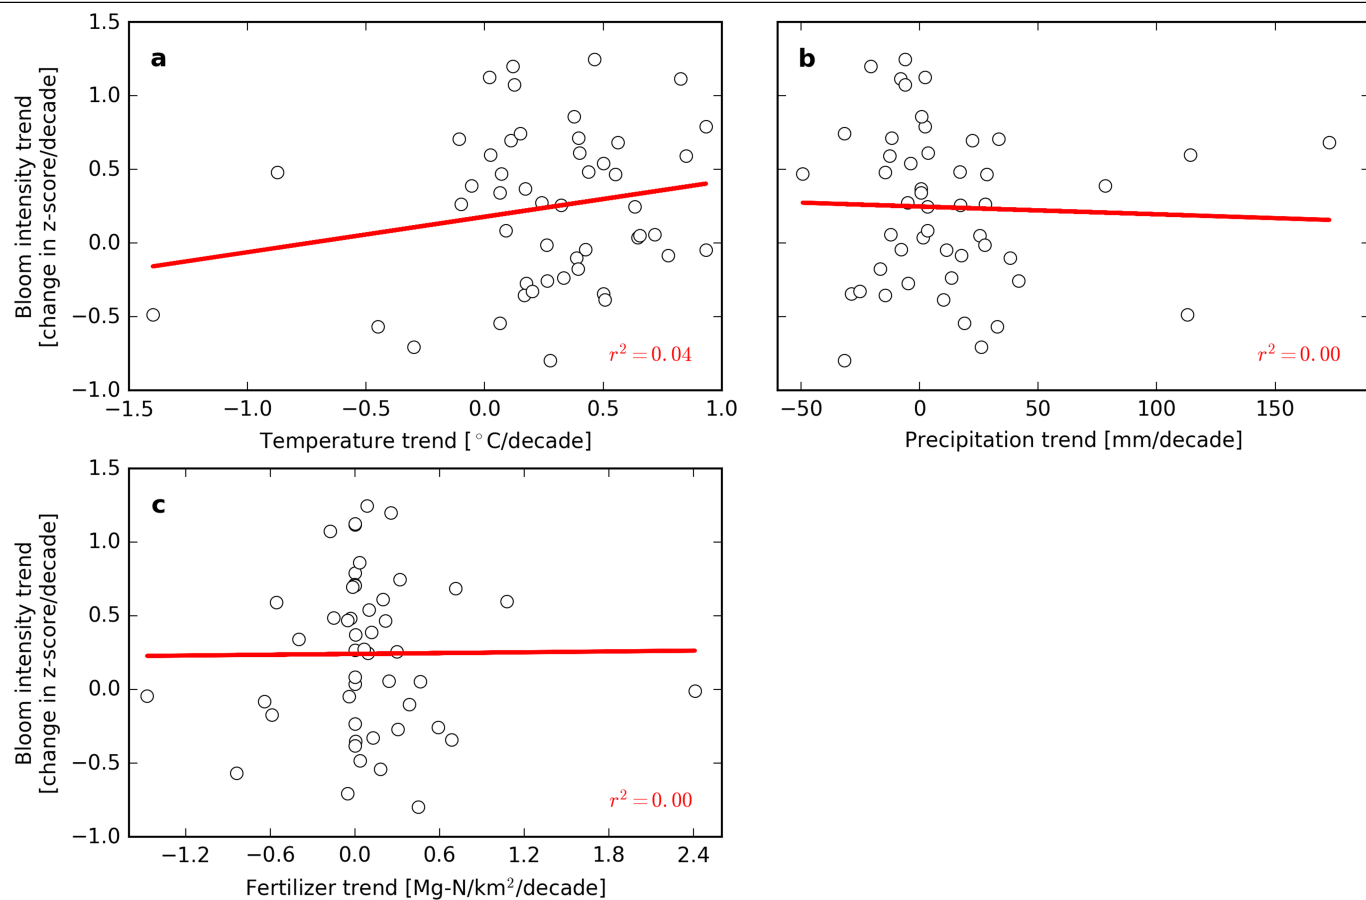 a
1.5
1.0
0.5
0.0
−0.5
−1.0
Bloom intensity trend
[change in z-score/decade]
r² = 0.04
−1.5 −1.0 −0.5 0.0 0.5 1.0
Temperature trend [°C/decade]
b
r² = 0.00
−50 0 50 100 150
Precipitation trend [mm/decade]
c
1.5
1.0
0.5
0.0
−0.5
−1.0
Bloom intensity trend
[change in z-score/decade]
r² = 0.00
−1.2 −0.6 0.0 0.6 1.2 1.8 2.4
Fertilizer trend [Mg-N/km²/decade]